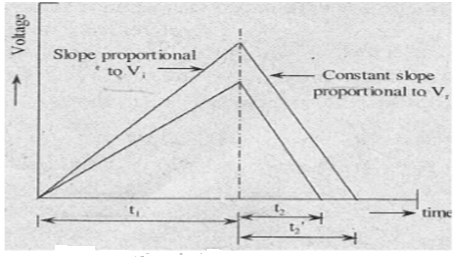 Voltage
Slope proportional
to Vi
Constant slope
proportional to Vr
t1
t2
time
t2'